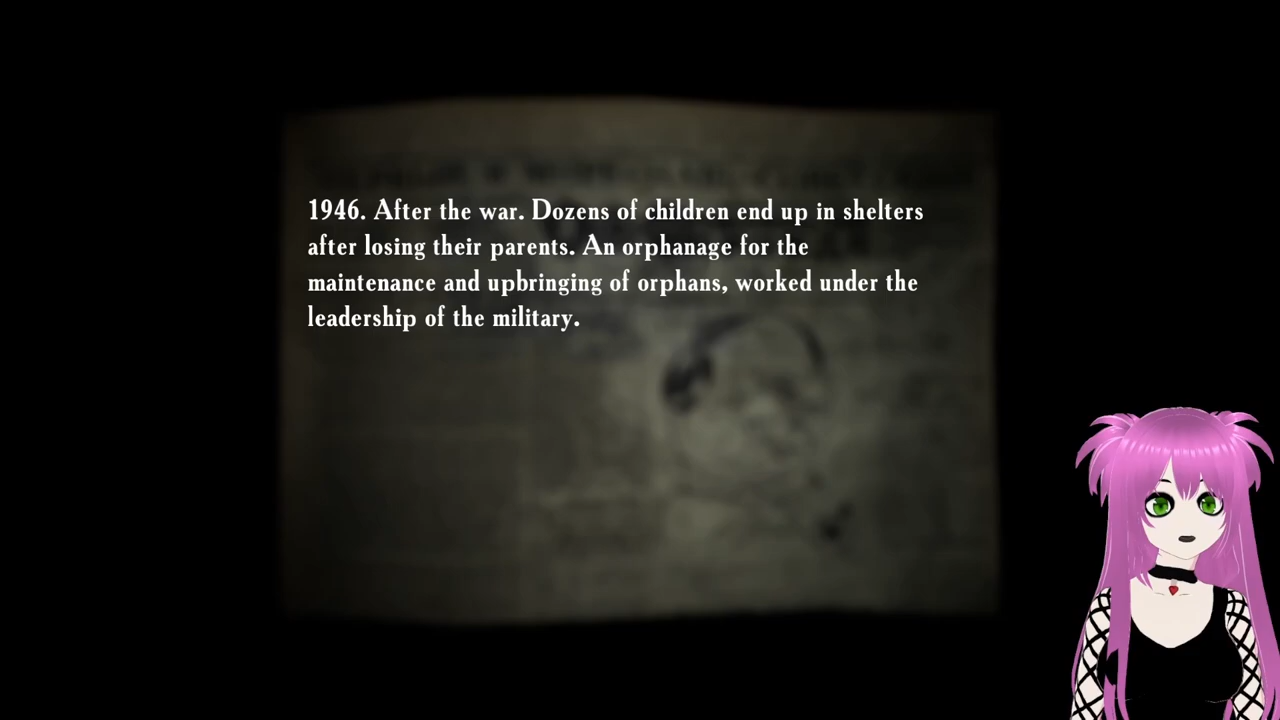 1946. After the war. Dozens of children end up in shelters
after losing their parents. An orphanage for the
maintenance and upbringing of orphans, worked under the
leadership of the military.